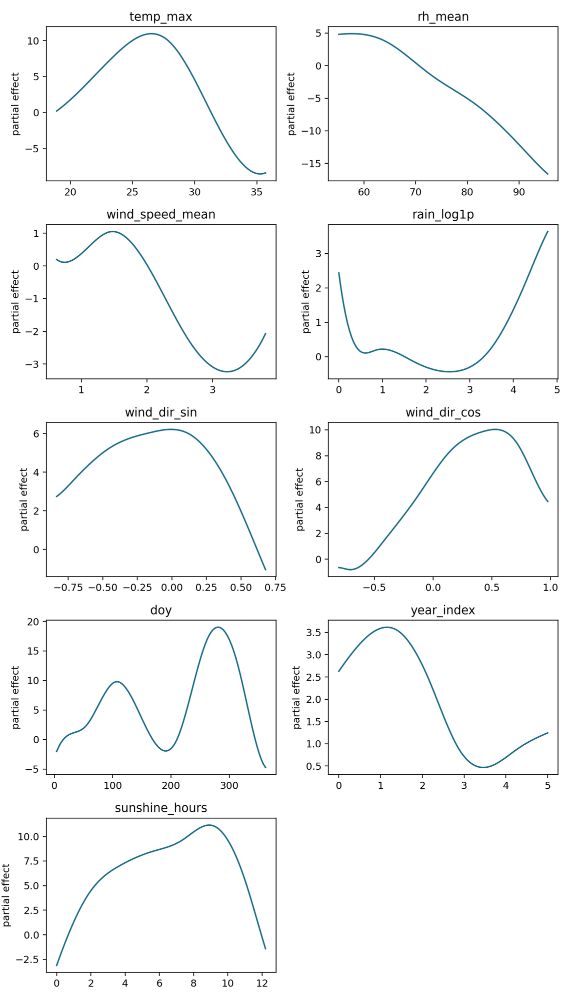 temp_max
partial effect
10
5
0
−5
20 25 30 35
rh_mean
partial effect
5
0
−5
−10
−15
60 70 80 90
wind_speed_mean
partial effect
1
0
−1
−2
−3
1 2 3
rain_log1p
partial effect
3
2
1
0
0 1 2 3 4 5
wind_dir_sin
partial effect
6
4
2
0
−0.75 −0.50 −0.25 0.00 0.25 0.50 0.75
wind_dir_cos
partial effect
10
8
6
4
2
0
−0.5 0.0 0.5 1.0
doy
partial effect
20
15
10
5
0
−5
0 100 200 300
year_index
partial effect
3.5
3.0
2.5
2.0
1.5
1.0
0.5
0 1 2 3 4 5
sunshine_hours
partial effect
10.0
7.5
5.0
2.5
0.0
−2.5
0 2 4 6 8 10 12